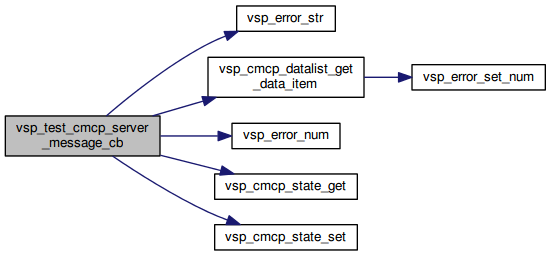 vsp_error_str
vsp_cmcp_datalist_get
_data_item
vsp_error_set_num
vsp_test_cmcp_server
_message_cb
vsp_error_num
vsp_cmcp_state_get
vsp_cmcp_state_set